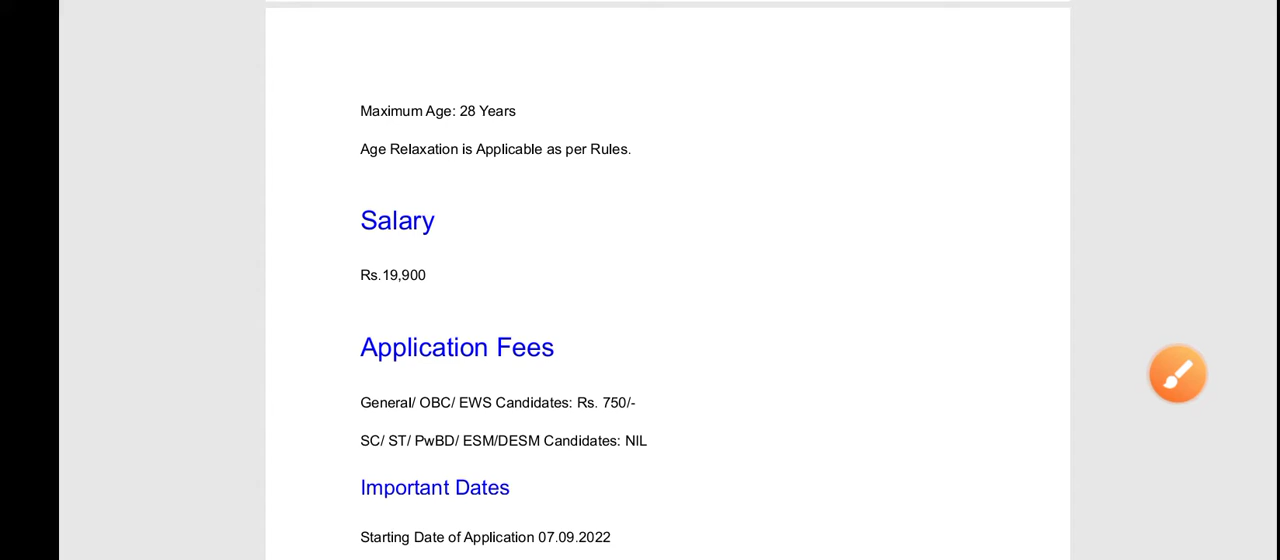 Maximum Age: 28 Years
Age Relaxation is Applicable as per Rules.
Salary
Rs.19,900
Application Fees
General/ OBC/ EWS Candidates: Rs. 750/-
SC/ ST/ PwBD/ ESM/DESM Candidates: NIL
Important Dates
Starting Date of Application 07.09.2022